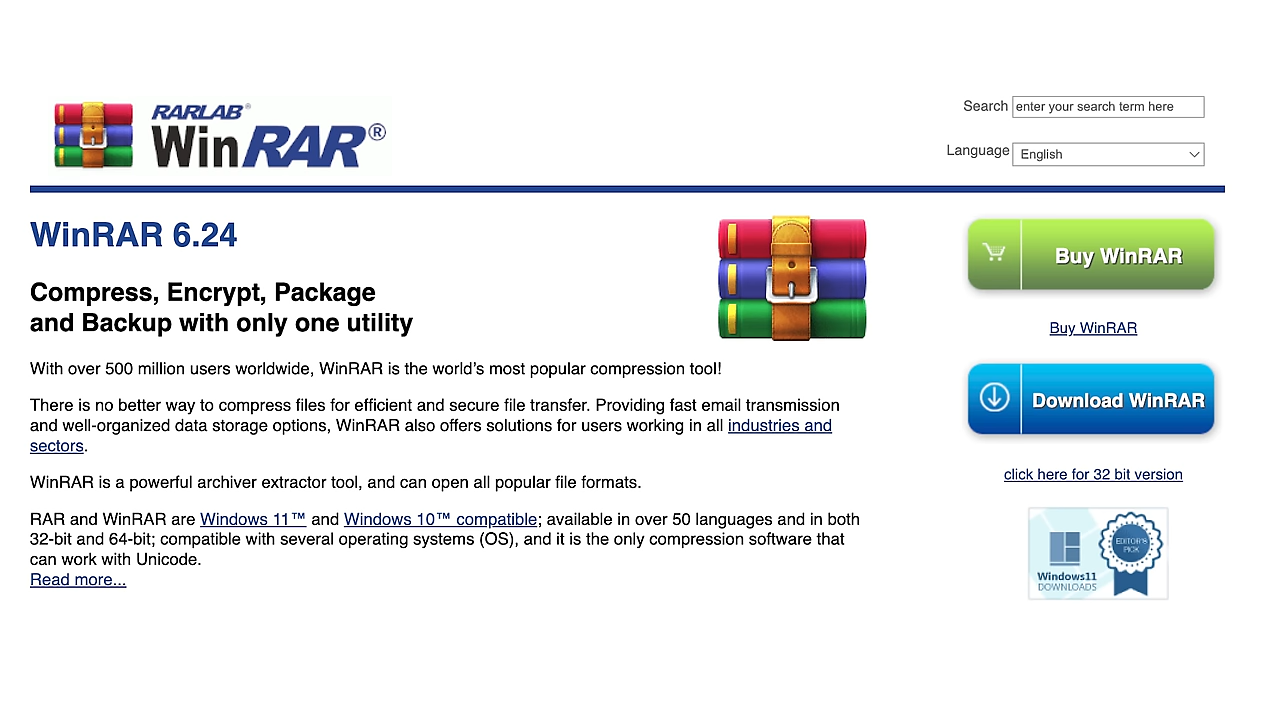 RARLAB®
WinRAR®
Search enter your search term here
Language English
WinRAR 6.24
Compress, Encrypt, Package
and Backup with only one utility
With over 500 million users worldwide, WinRAR is the world’s most popular compression tool!
There is no better way to compress files for efficient and secure file transfer. Providing fast email transmission
and well-organized data storage options, WinRAR also offers solutions for users working in all industries and
sectors.
WinRAR is a powerful archiver extractor tool, and can open all popular file formats.
RAR and WinRAR are Windows 11™ and Windows 10™ compatible; available in over 50 languages and in both
32-bit and 64-bit; compatible with several operating systems (OS), and it is the only compression software that
can work with Unicode.
Read more...
Buy WinRAR
Buy WinRAR
Download WinRAR
click here for 32 bit version
EDITOR'S
PICK
Windows11
DOWNLOADS